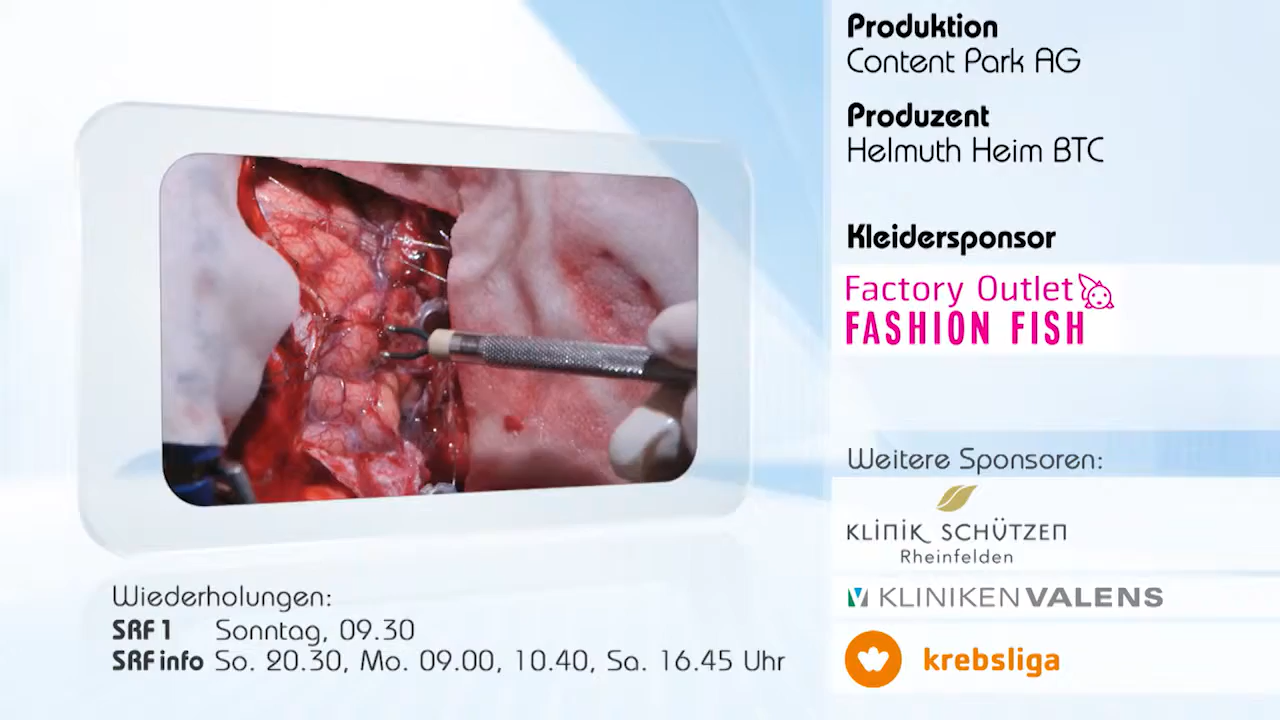 Produktion
Content Park AG
Produzent
Helmuth Heim BTC
Kleidersponsor
Factory Outlet
FASHION FISH
Weitere Sponsoren:
KLINIK SCHÜTZEN
Rheinfelden
KLINIKEN VALENS
krebsliga
Wiederholungen:
SRF 1 Sonntag, 09.30
SRF info So. 20.30, Mo. 09.00, 10.40, Sa. 16.45 Uhr